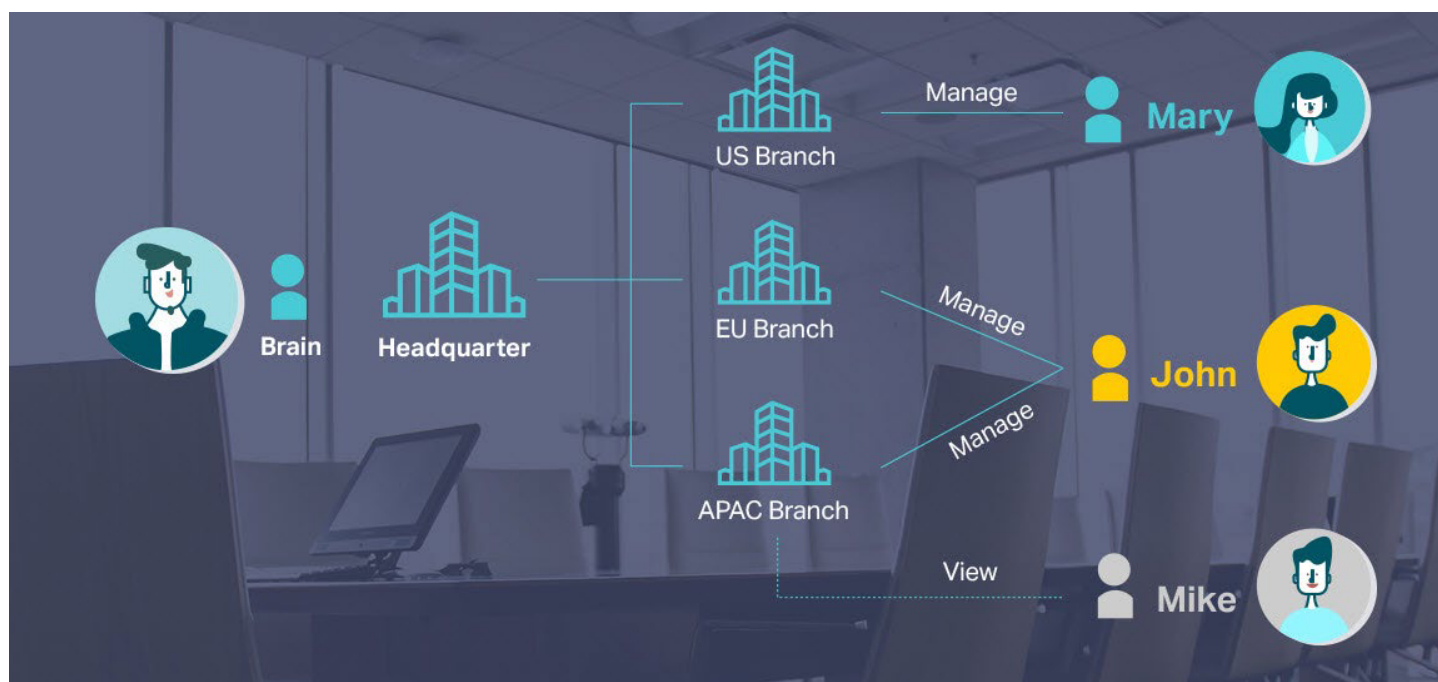 US Branch
Manage
Mary
Brain
Headquarter
EU Branch
Manage
John
Manage
APAC Branch
View
Mike